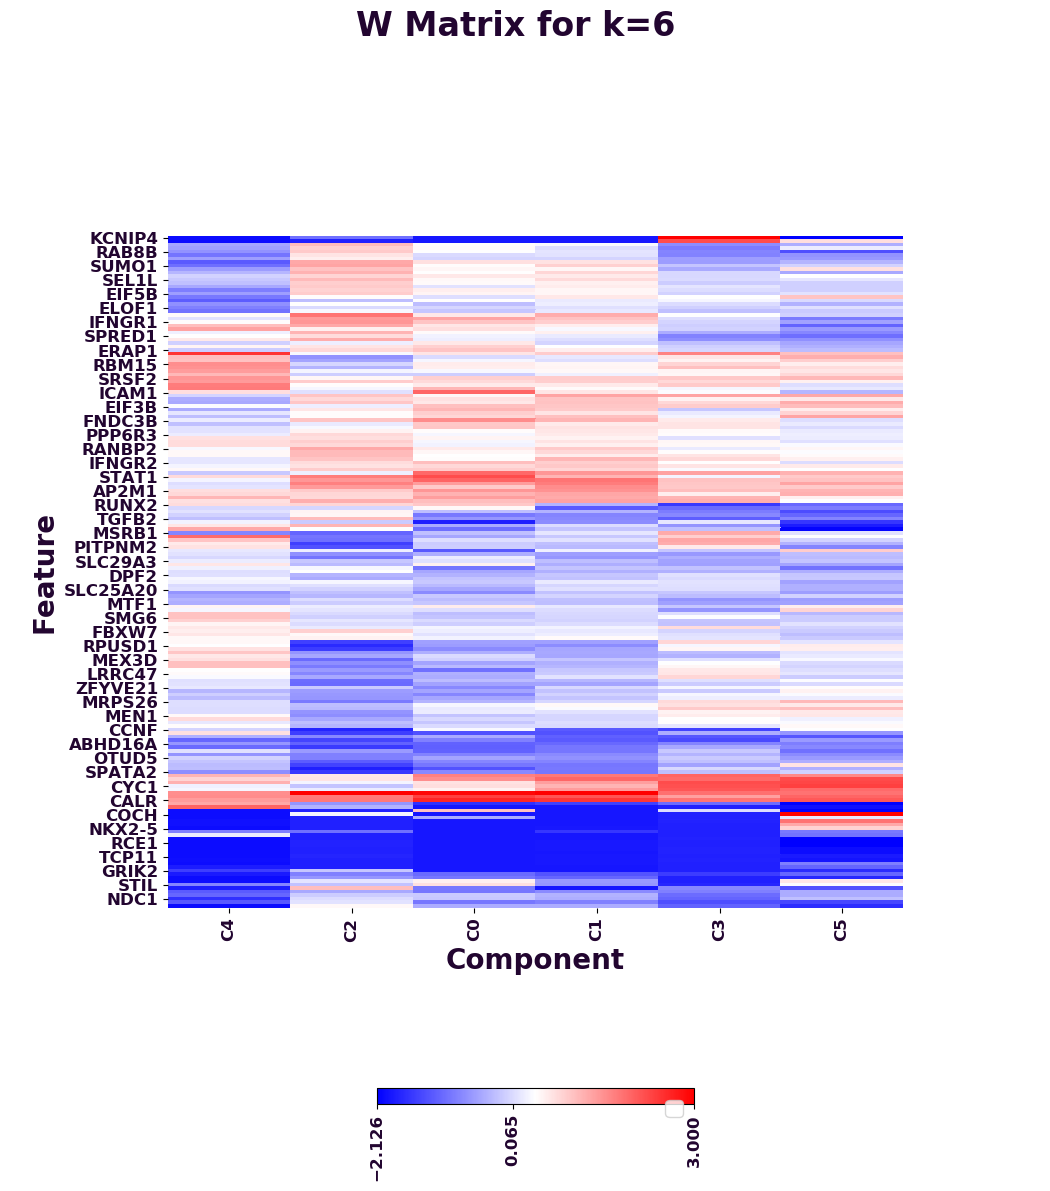 W Matrix for k=6
KCNIP4
RAB8B
SUMO1
SEL1L
EIF5B
ELOF1
IFNGR1
SPRED1
ERAP1
RBM15
SRSF2
ICAM1
EIF3B
FNDC3B
PPP6R3
RANBP2
IFNGR2
STAT1
AP2M1
RUNX2
TGFB2
MSRB1
PITPNM2
SLC29A3
DPF2
SLC25A20
MTF1
SMG6
FBXW7
RPUSD1
MEX3D
LRRC47
ZFYVE21
MRPS26
MEN1
CCNF
ABHD16A
OTUD5
SPATA2
CYC1
CALR
COCH
NKX2-5
RCE1
TCP11
GRIK2
STIL
NDC1
Feature
C4 C2 C0 C1 C3 C5
Component
−2.126 0.065 3.000